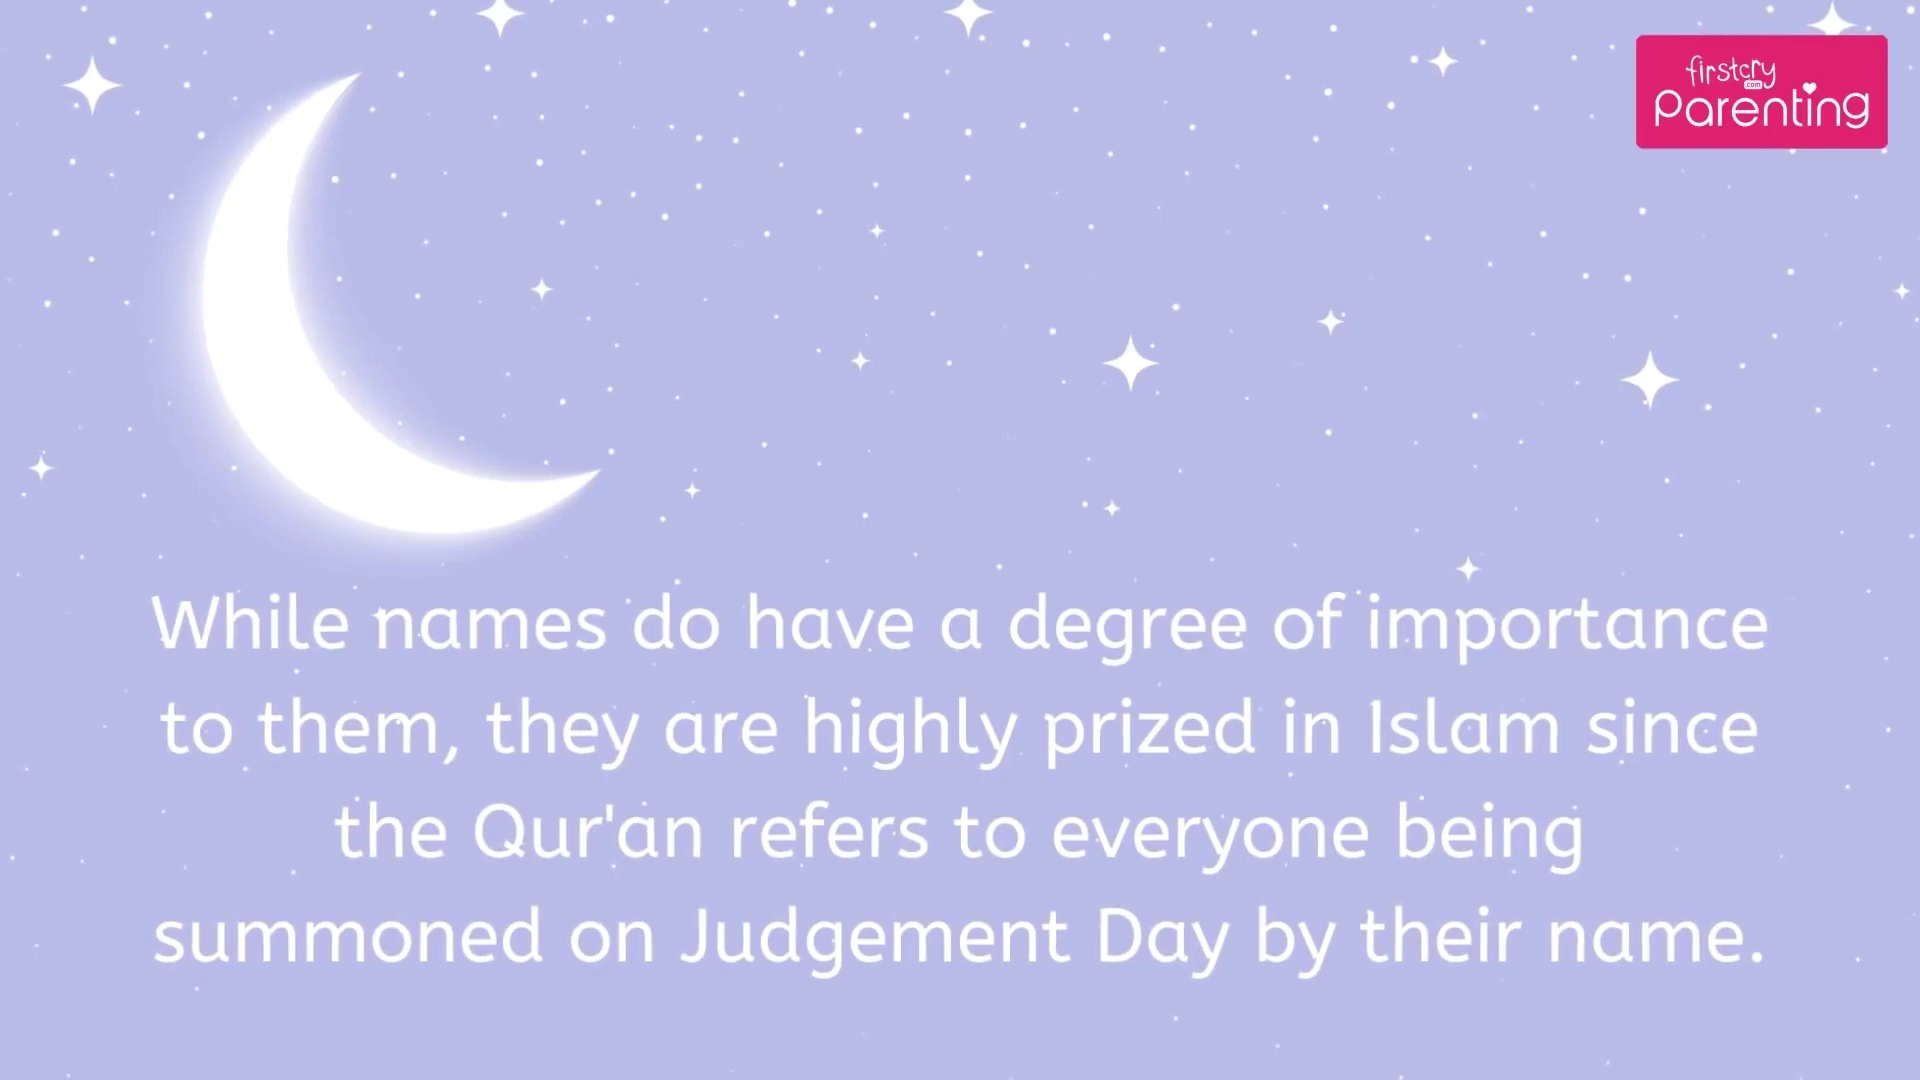 firstcry
.com
Parenting
While names do have a degree of importance
to them, they are highly prized in Islam since
the Qur'an refers to everyone being
summoned on Judgement Day by their name.